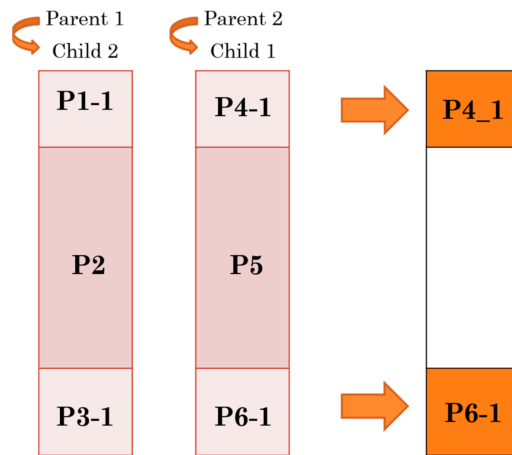 Parent 1
Child 2
Parent 2
Child 1
P1-1
P4-1
P4_1
P2
P5
P3-1
P6-1
P6-1